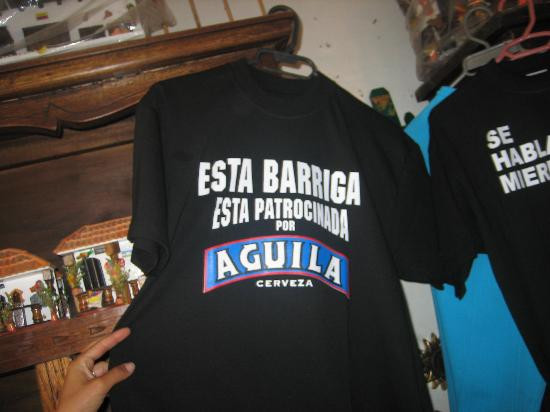 ESTA BARRIGA
ESTA PATROCINADA
POR
AGUILA
CERVEZA
SE
HABLA
MIER